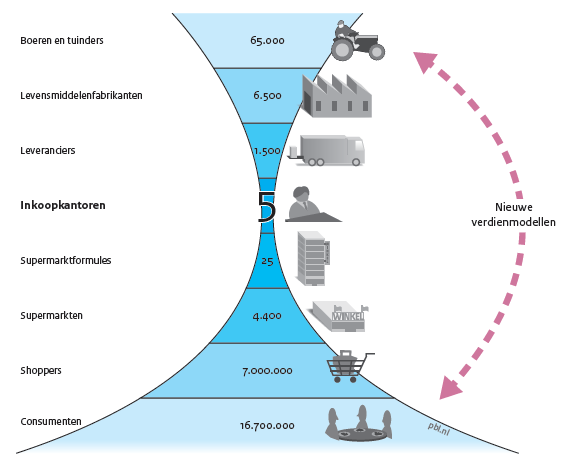 Boeren en tuinders 65.000
Levensmiddelenfabrikanten 6.500
Leveranciers 1.500
Inkoopkantoren 5
Nieuwe
verdienmodellen
Supermarktformules 25
Supermarkten 4.400
WINKEL
Shoppers 7.000.000
Consumenten 16.700.000
pbl.nl